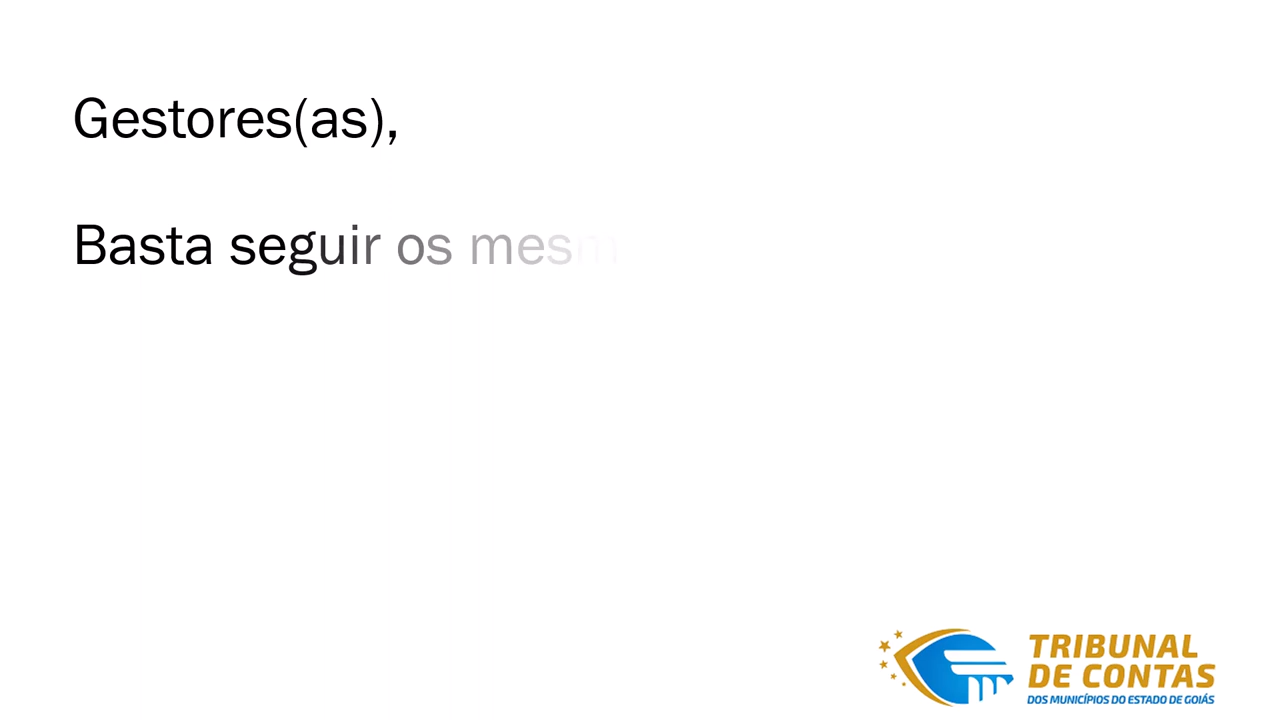 Gestores(as),
Basta seguir os
TRIBUNAL
DE CONTAS
DOS MUNICÍPIOS DO ESTADO DE GOIÁS